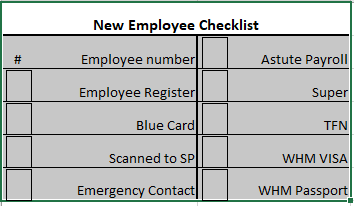 New Employee Checklist
# Employee number Astute Payroll
Employee Register Super
Blue Card TFN
Scanned to SP WHM VISA
Emergency Contact WHM Passport